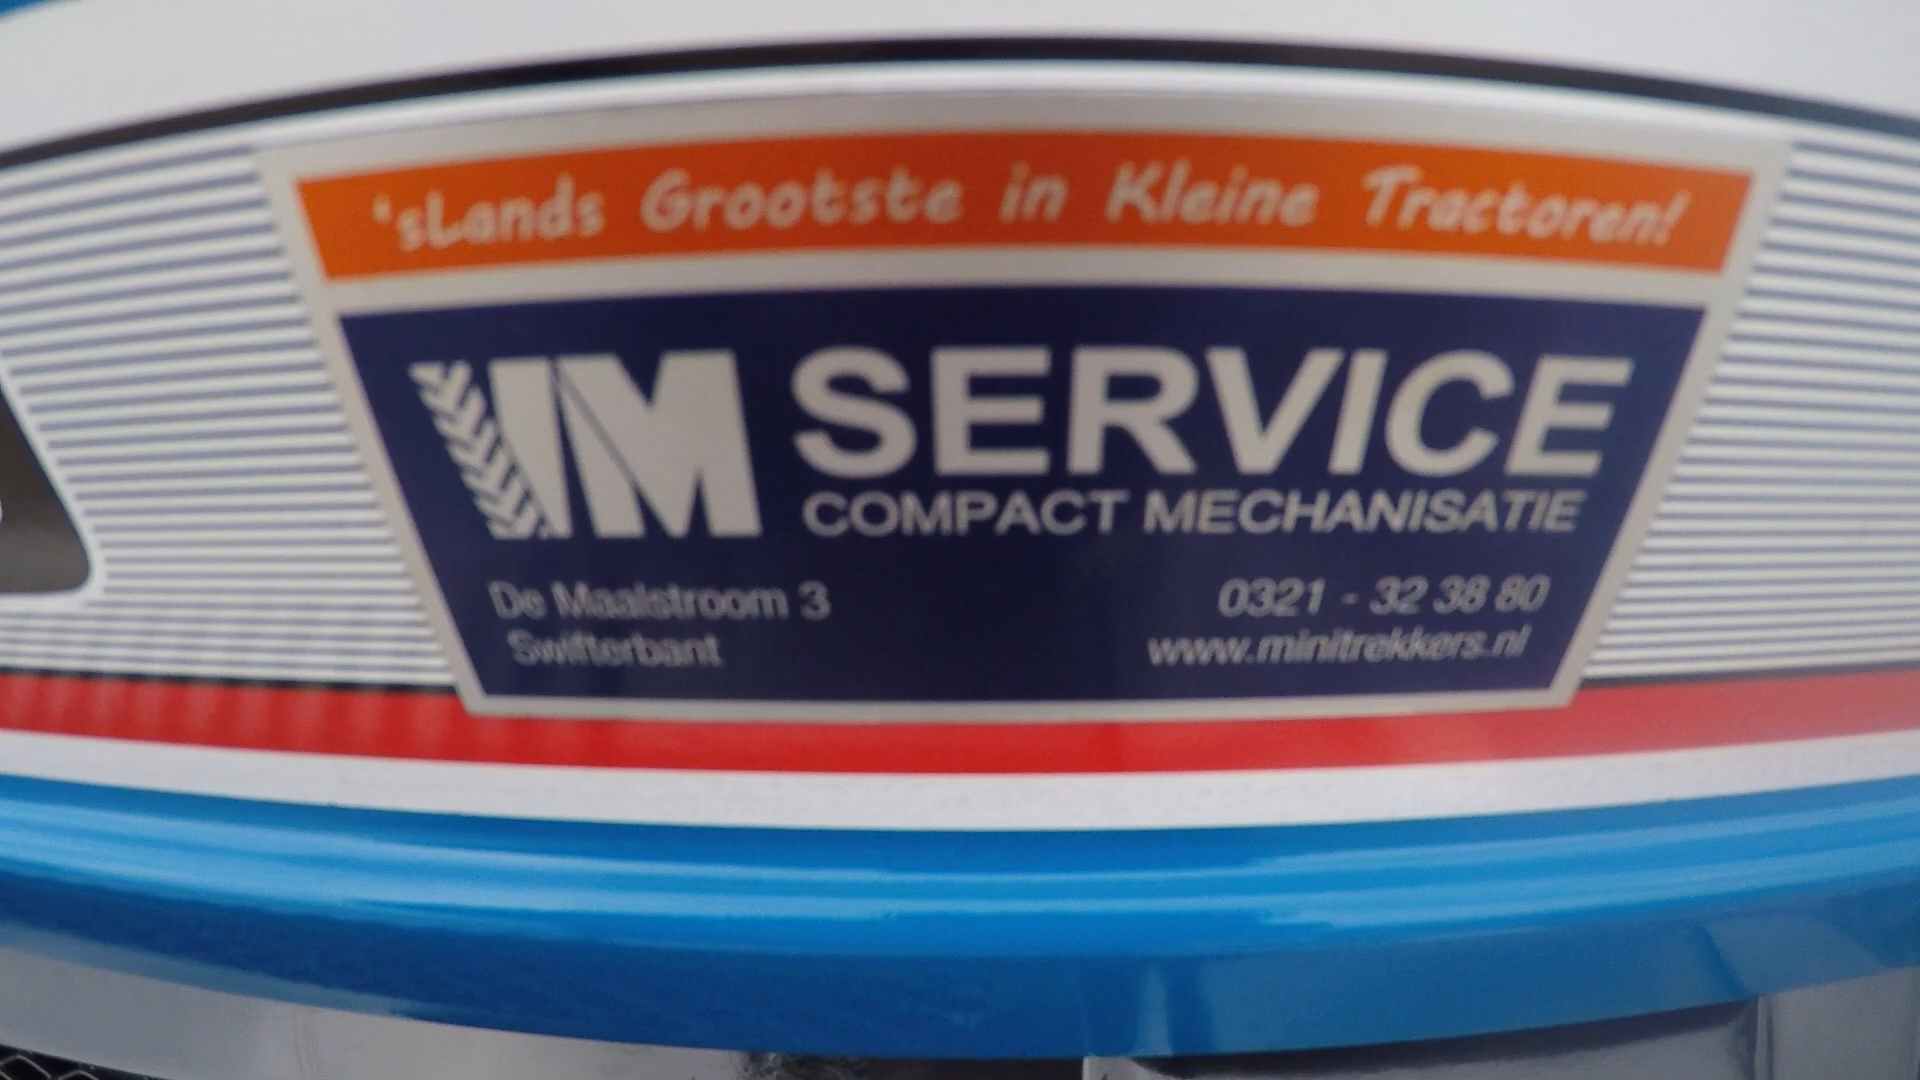 'sLands Grootste in Kleine Tractoren!
IM SERVICE
COMPACT MECHANISATIE
De Maalstroom 3
Swifterbant
0321 - 32 38 80
www.minitrekkers.nl